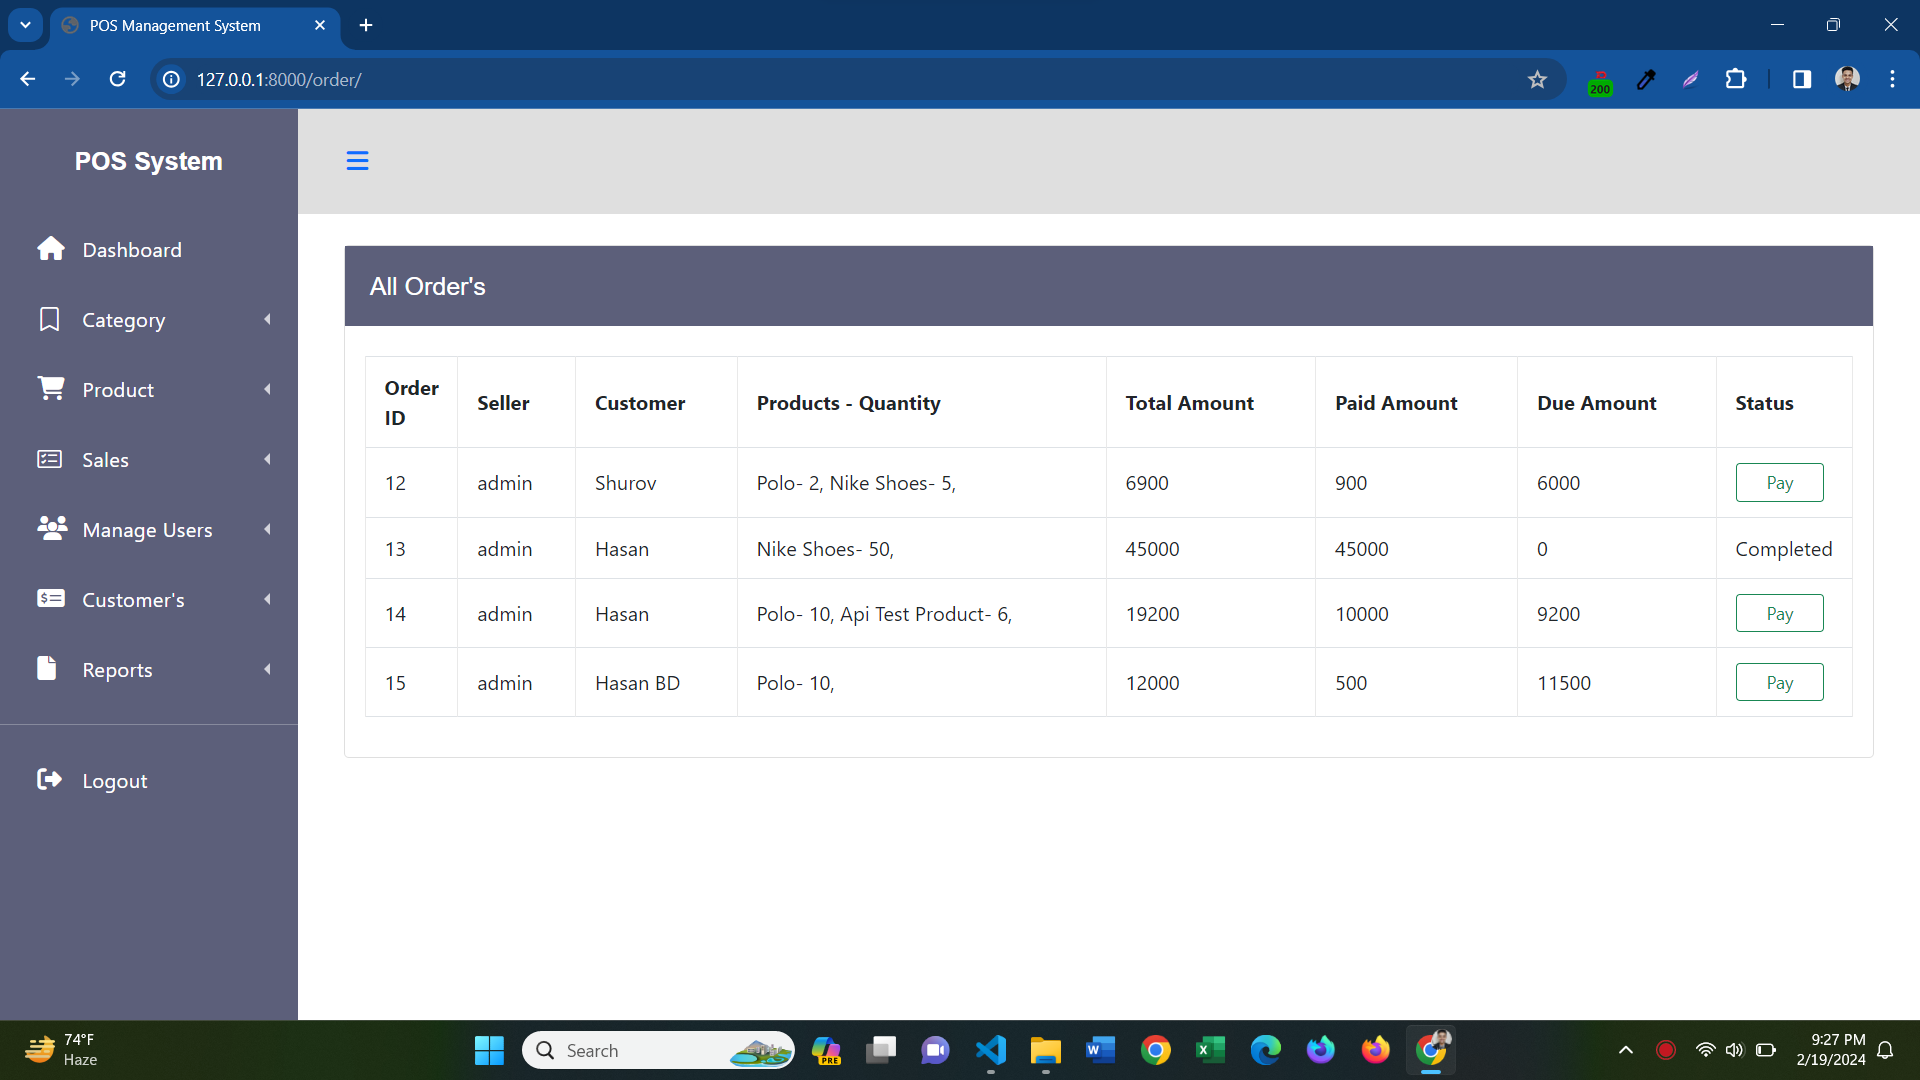 POS Management System
127.0.0.1:8000/order/
200
POS System
Dashboard
Category
Product
Sales
Manage Users
Customer's
Reports
Logout
All Order's
Order ID Seller Customer Products - Quantity Total Amount Paid Amount Due Amount Status
12 admin Shurov Polo- 2, Nike Shoes- 5, 6900 900 6000 Pay
13 admin Hasan Nike Shoes- 50, 45000 45000 0 Completed
14 admin Hasan Polo- 10, Api Test Product- 6, 19200 10000 9200 Pay
15 admin Hasan BD Polo- 10, 12000 500 11500 Pay
74°F
Haze
Search
PRE
9:27 PM
2/19/2024